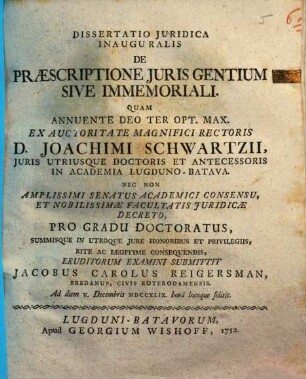 DISSERTATIO JURIDICA
INAUGURALIS
DE
PRÆSCRIPTIONE JURIS GENTIUM
SIVE IMMEMORIALI.
QUAM
ANNUENTE DEO TER OPT. MAX.
EX AUCTORITATE MAGNIFICI RECTORIS
D. JOACHIMI SCHWARTZII,
JURIS UTRIUSQUE DOCTORIS ET ANTECESSORIS
IN ACADEMIA LUGDUNO-BATAVA.
NEC NON
AMPLISSIMI SENATUS ACADEMICI CONSENSU,
ET NOBILISSIMÆ FACULTATIS JURIDICÆ
DECRETO,
PRO GRADU DOCTORATUS,
SUMMISQUE IN UTROQUE JURE HONORIBUS ET PRIVILEGIIS,
RITE AC LEGITIME CONSEQUENDIS,
ERUDITORUM EXAMINI SUBMITTIT
JACOBUS CAROLUS REIGERSMAN,
BREDANUS, CIVIS ROTERODAMENSIS.
Ad diem V. Decembris MDCCXLIX. horâ locoque solitis.
LUGDUNI-BATAVORUM,
Apud GEORGIUM WISHOFF, 1752.